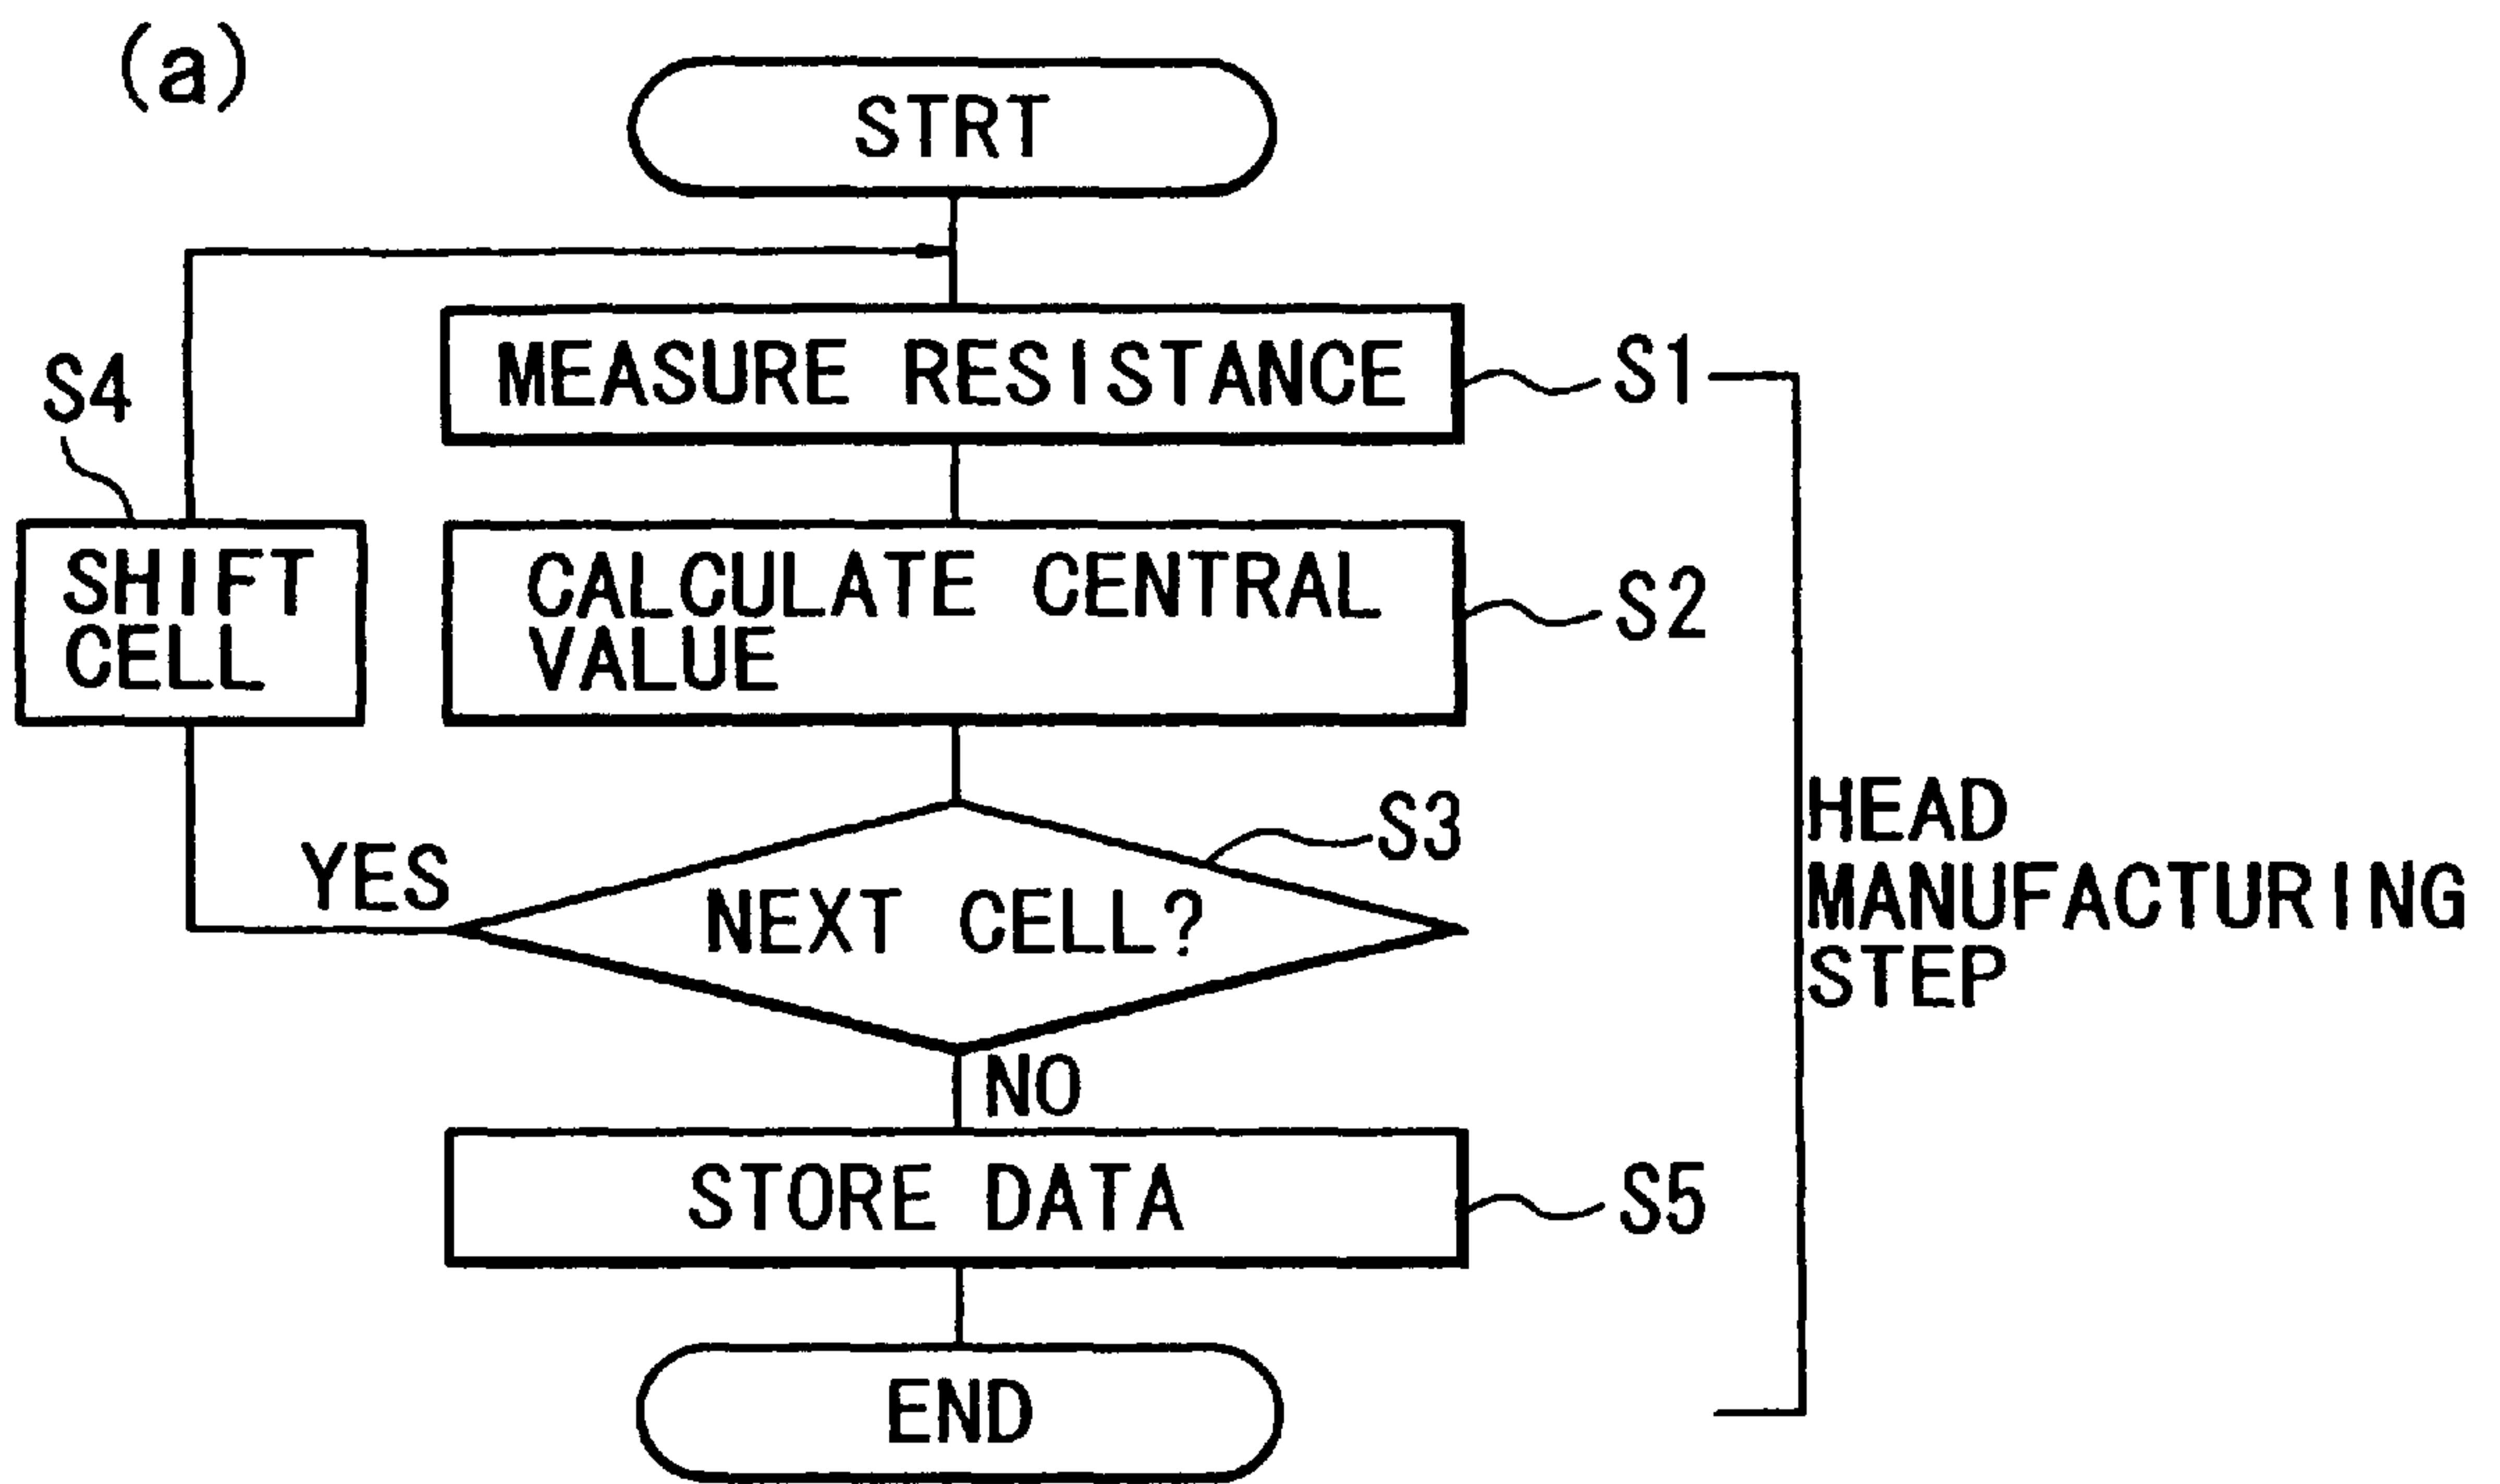 (a)
STRT
MEASURE RESISTANCE
S1
S4
SHIFT
CELL
CALCULATE CENTRAL
VALUE
S2
S3
YES
NEXT CELL?
HEAD
MANUFACTURING
STEP
NO
STORE DATA
S5
END